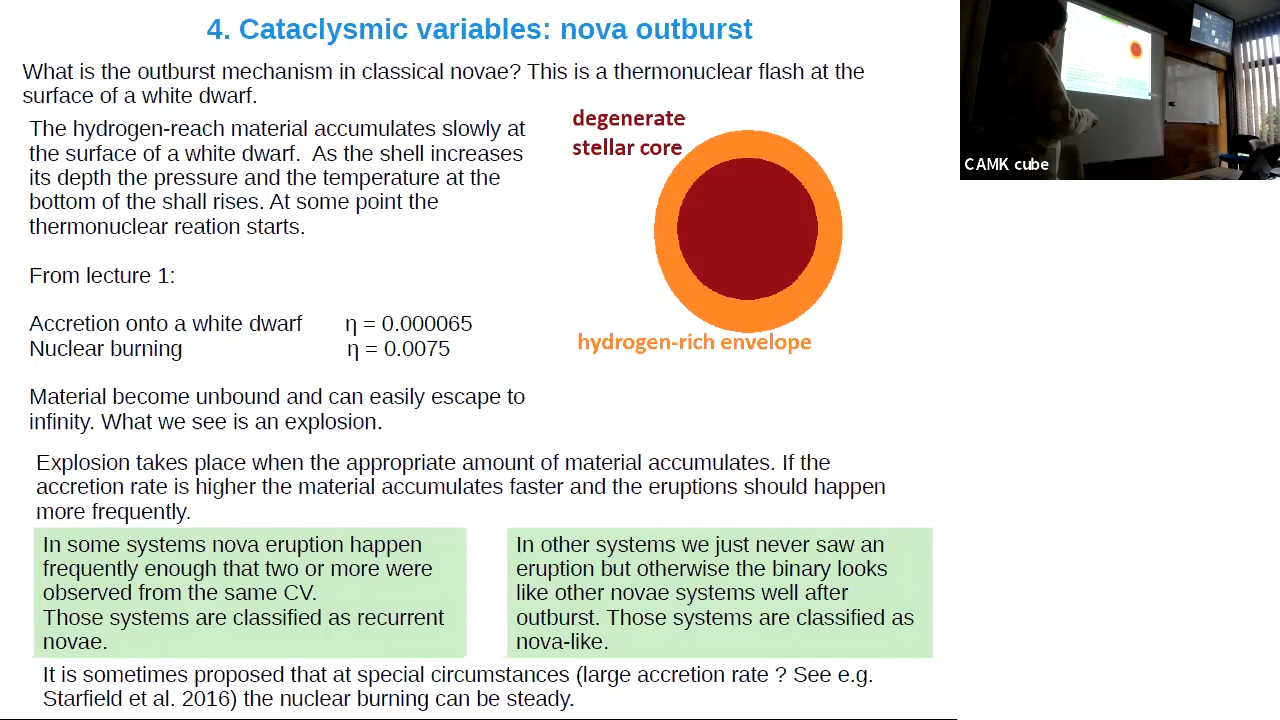 4. Cataclysmic variables: nova outburst
What is the outburst mechanism in classical novae? This is a thermonuclear flash at the
surface of a white dwarf.
The hydrogen-reach material accumulates slowly at
the surface of a white dwarf. As the shell increases
its depth the pressure and the temperature at the
bottom of the shall rises. At some point the
thermonuclear reation starts.
degenerate
stellar core
hydrogen-rich envelope
From lecture 1:
Accretion onto a white dwarf η = 0.000065
Nuclear burning η = 0.0075
Material become unbound and can easily escape to
infinity. What we see is an explosion.
Explosion takes place when the appropriate amount of material accumulates. If the
accretion rate is higher the material accumulates faster and the eruptions should happen
more frequently.
In some systems nova eruption happen
frequently enough that two or more were
observed from the same CV.
Those systems are classified as recurrent
novae.
In other systems we just never saw an
eruption but otherwise the binary looks
like other novae systems well after
outburst. Those systems are classified as
nova-like.
It is sometimes proposed that at special circumstances (large accretion rate ? See e.g.
Starfield et al. 2016) the nuclear burning can be steady.
CAMK cube